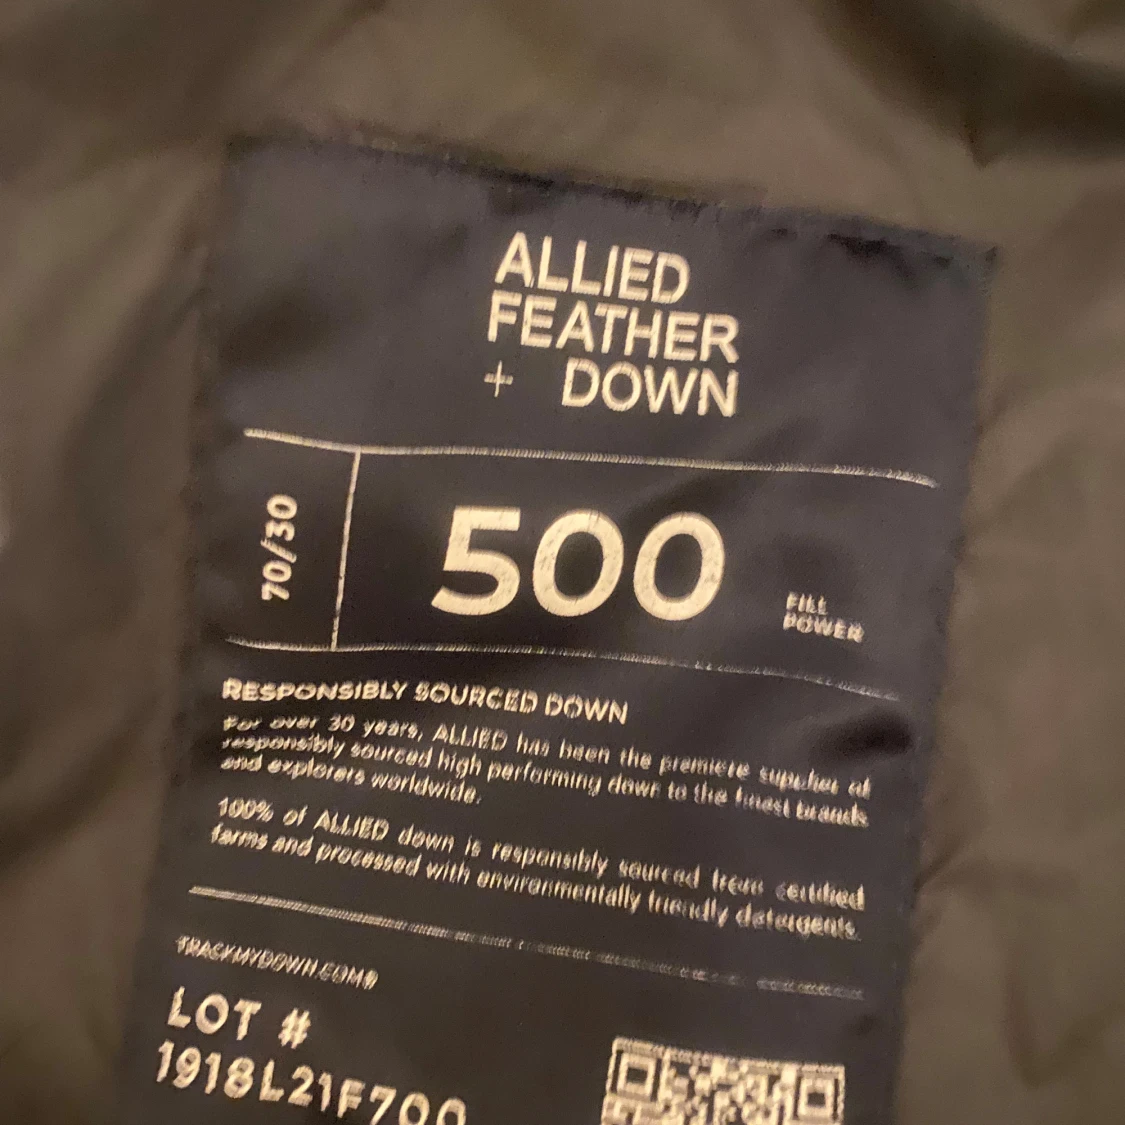 ALLIED
FEATHER
+ DOWN
70/30
500
FILL
POWER
RESPONSIBLY SOURCED DOWN
For over 30 years, ALLIED has been the premiere supplier of
responsibly sourced high performing down to the finest brands
and explorers worldwide.
100% of ALLIED down is responsibly sourced from certified
farms and processed with environmentally friendly detergents.
TRACKMYDOWN.COM®
LOT #
1918L21F700